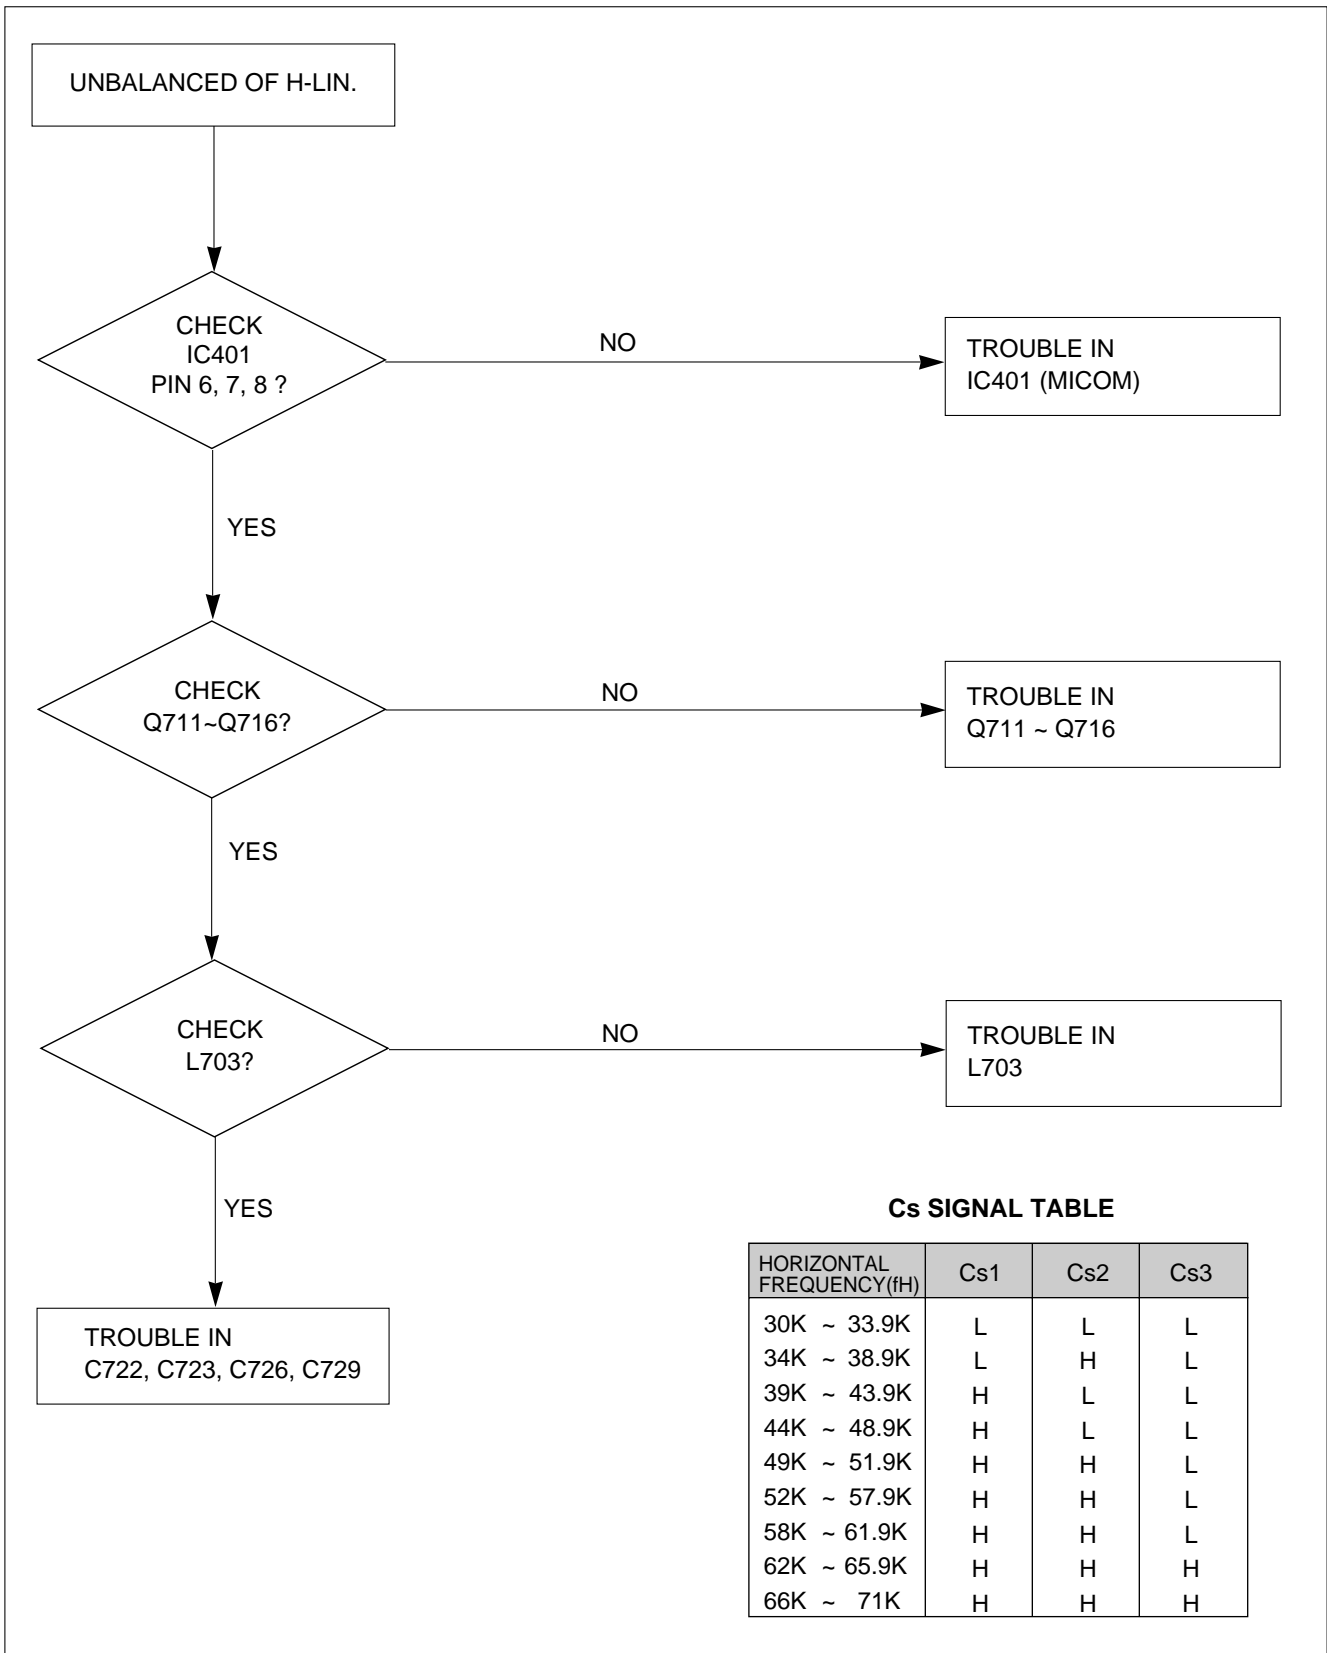 UNBALANCED OF H-LIN.
CHECK
IC401
PIN 6, 7, 8 ?
NO
TROUBLE IN
IC401 (MICOM)
YES
CHECK
Q711~Q716?
NO
TROUBLE IN
Q711 ~ Q716
YES
CHECK
L703?
NO
TROUBLE IN
L703
YES
TROUBLE IN
C722, C723, C726, C729
Cs SIGNAL TABLE
HORIZONTAL
FREQUENCY(fH) Cs1 Cs2 Cs3
30K ~ 33.9K L L L
34K ~ 38.9K L H L
39K ~ 43.9K H L L
44K ~ 48.9K H L L
49K ~ 51.9K H H L
52K ~ 57.9K H H L
58K ~ 61.9K H H L
62K ~ 65.9K H H H
66K ~ 71K H H H